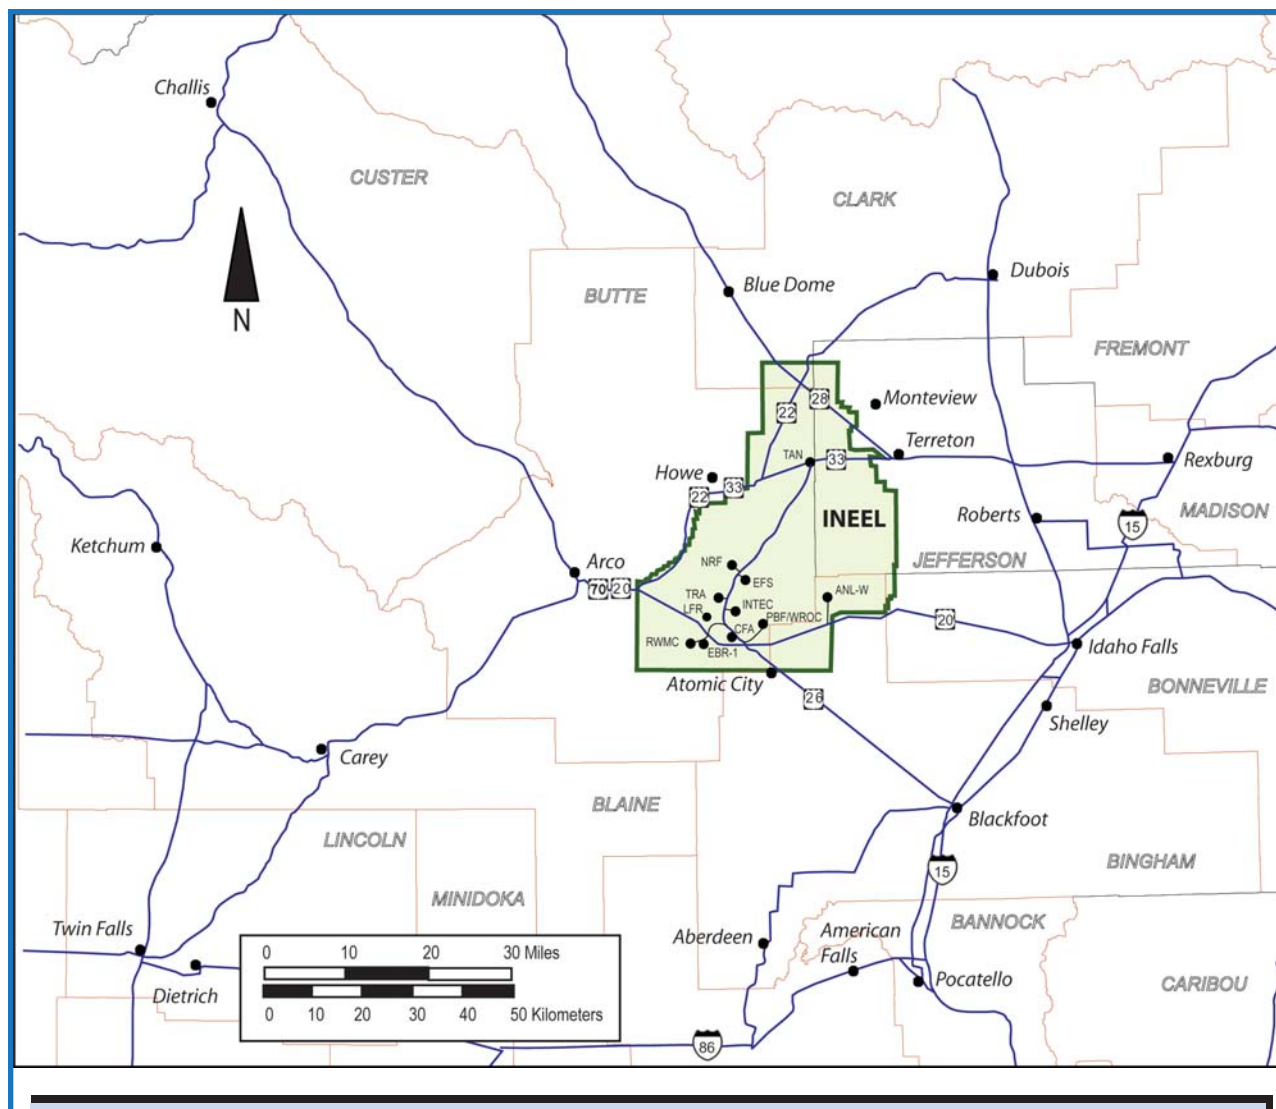 Challis
CUSTER
CLARK
Dubois
Blue Dome
BUTTE
N
FREMONT
28
Monteview
22
Terreton
TAN
33
Rexburg
Howe
33
22
Roberts
INEEL
MADISON
15
Ketchum
Arco
NRF
JEFFERSON
EFS
70
20
TRA
ANL-W
LFR
INTEC
PBF/WROC
20
CFA
RWMC
EBR-1
Idaho Falls
Atomic City
BONNEVILLE
26
Shelley
Carey
BLAINE
Blackfoot
LINCOLN
BINGHAM
15
MINIDOKA
BANNOCK
Twin Falls
Aberdeen
American
Falls
0 10 20 30 Miles
Pocatello
CARIBOU
Dietrich
0 10 20 30 40 50 Kilometers
86